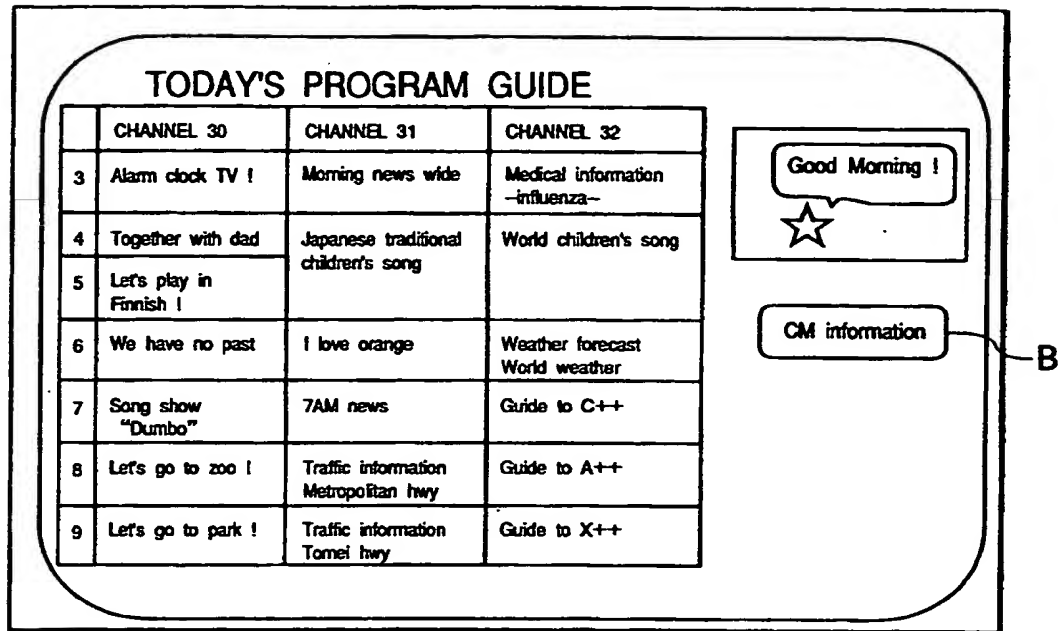 TODAY'S PROGRAM GUIDE
CHANNEL 30 CHANNEL 31 CHANNEL 32
3 Alarm clock TV ! Morning news wide Medical information
–influenza–
4 Together with dad Japanese traditional World children's song
children's song
5 Let's play in
Finnish !
6 We have no past I love orange Weather forecast
World weather
7 Song show 7AM news Guide to C++
"Dumbo"
8 Let's go to zoo ! Traffic information Guide to A++
Metropolitan hwy
9 Let's go to park ! Traffic information Guide to X++
Tomei hwy
Good Morning !
CM information
B